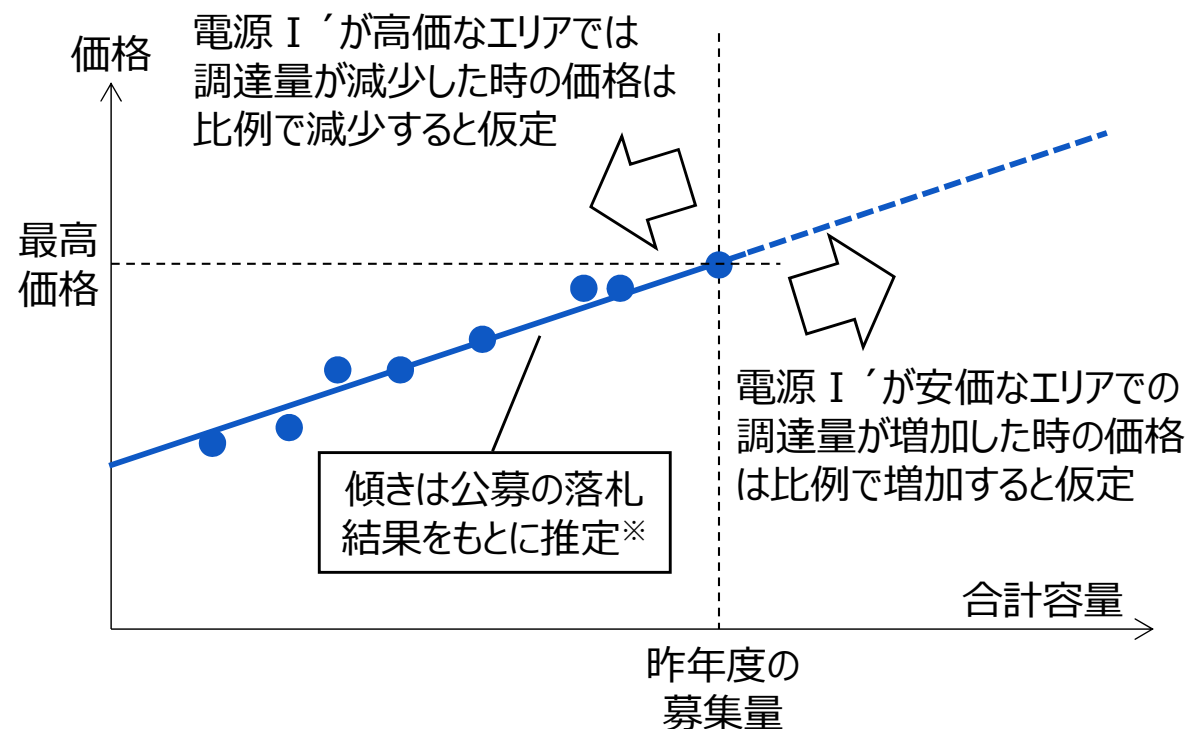 価格
電源Ⅰ´が高価なエリアでは
調達量が減少した時の価格は
比例で減少すると仮定
最高
価格
電源Ⅰ´が安価なエリアでの
調達量が増加した時の価格
は比例で増加すると仮定
傾きは公募の落札
結果をもとに推定※
合計容量
昨年度の
募集量